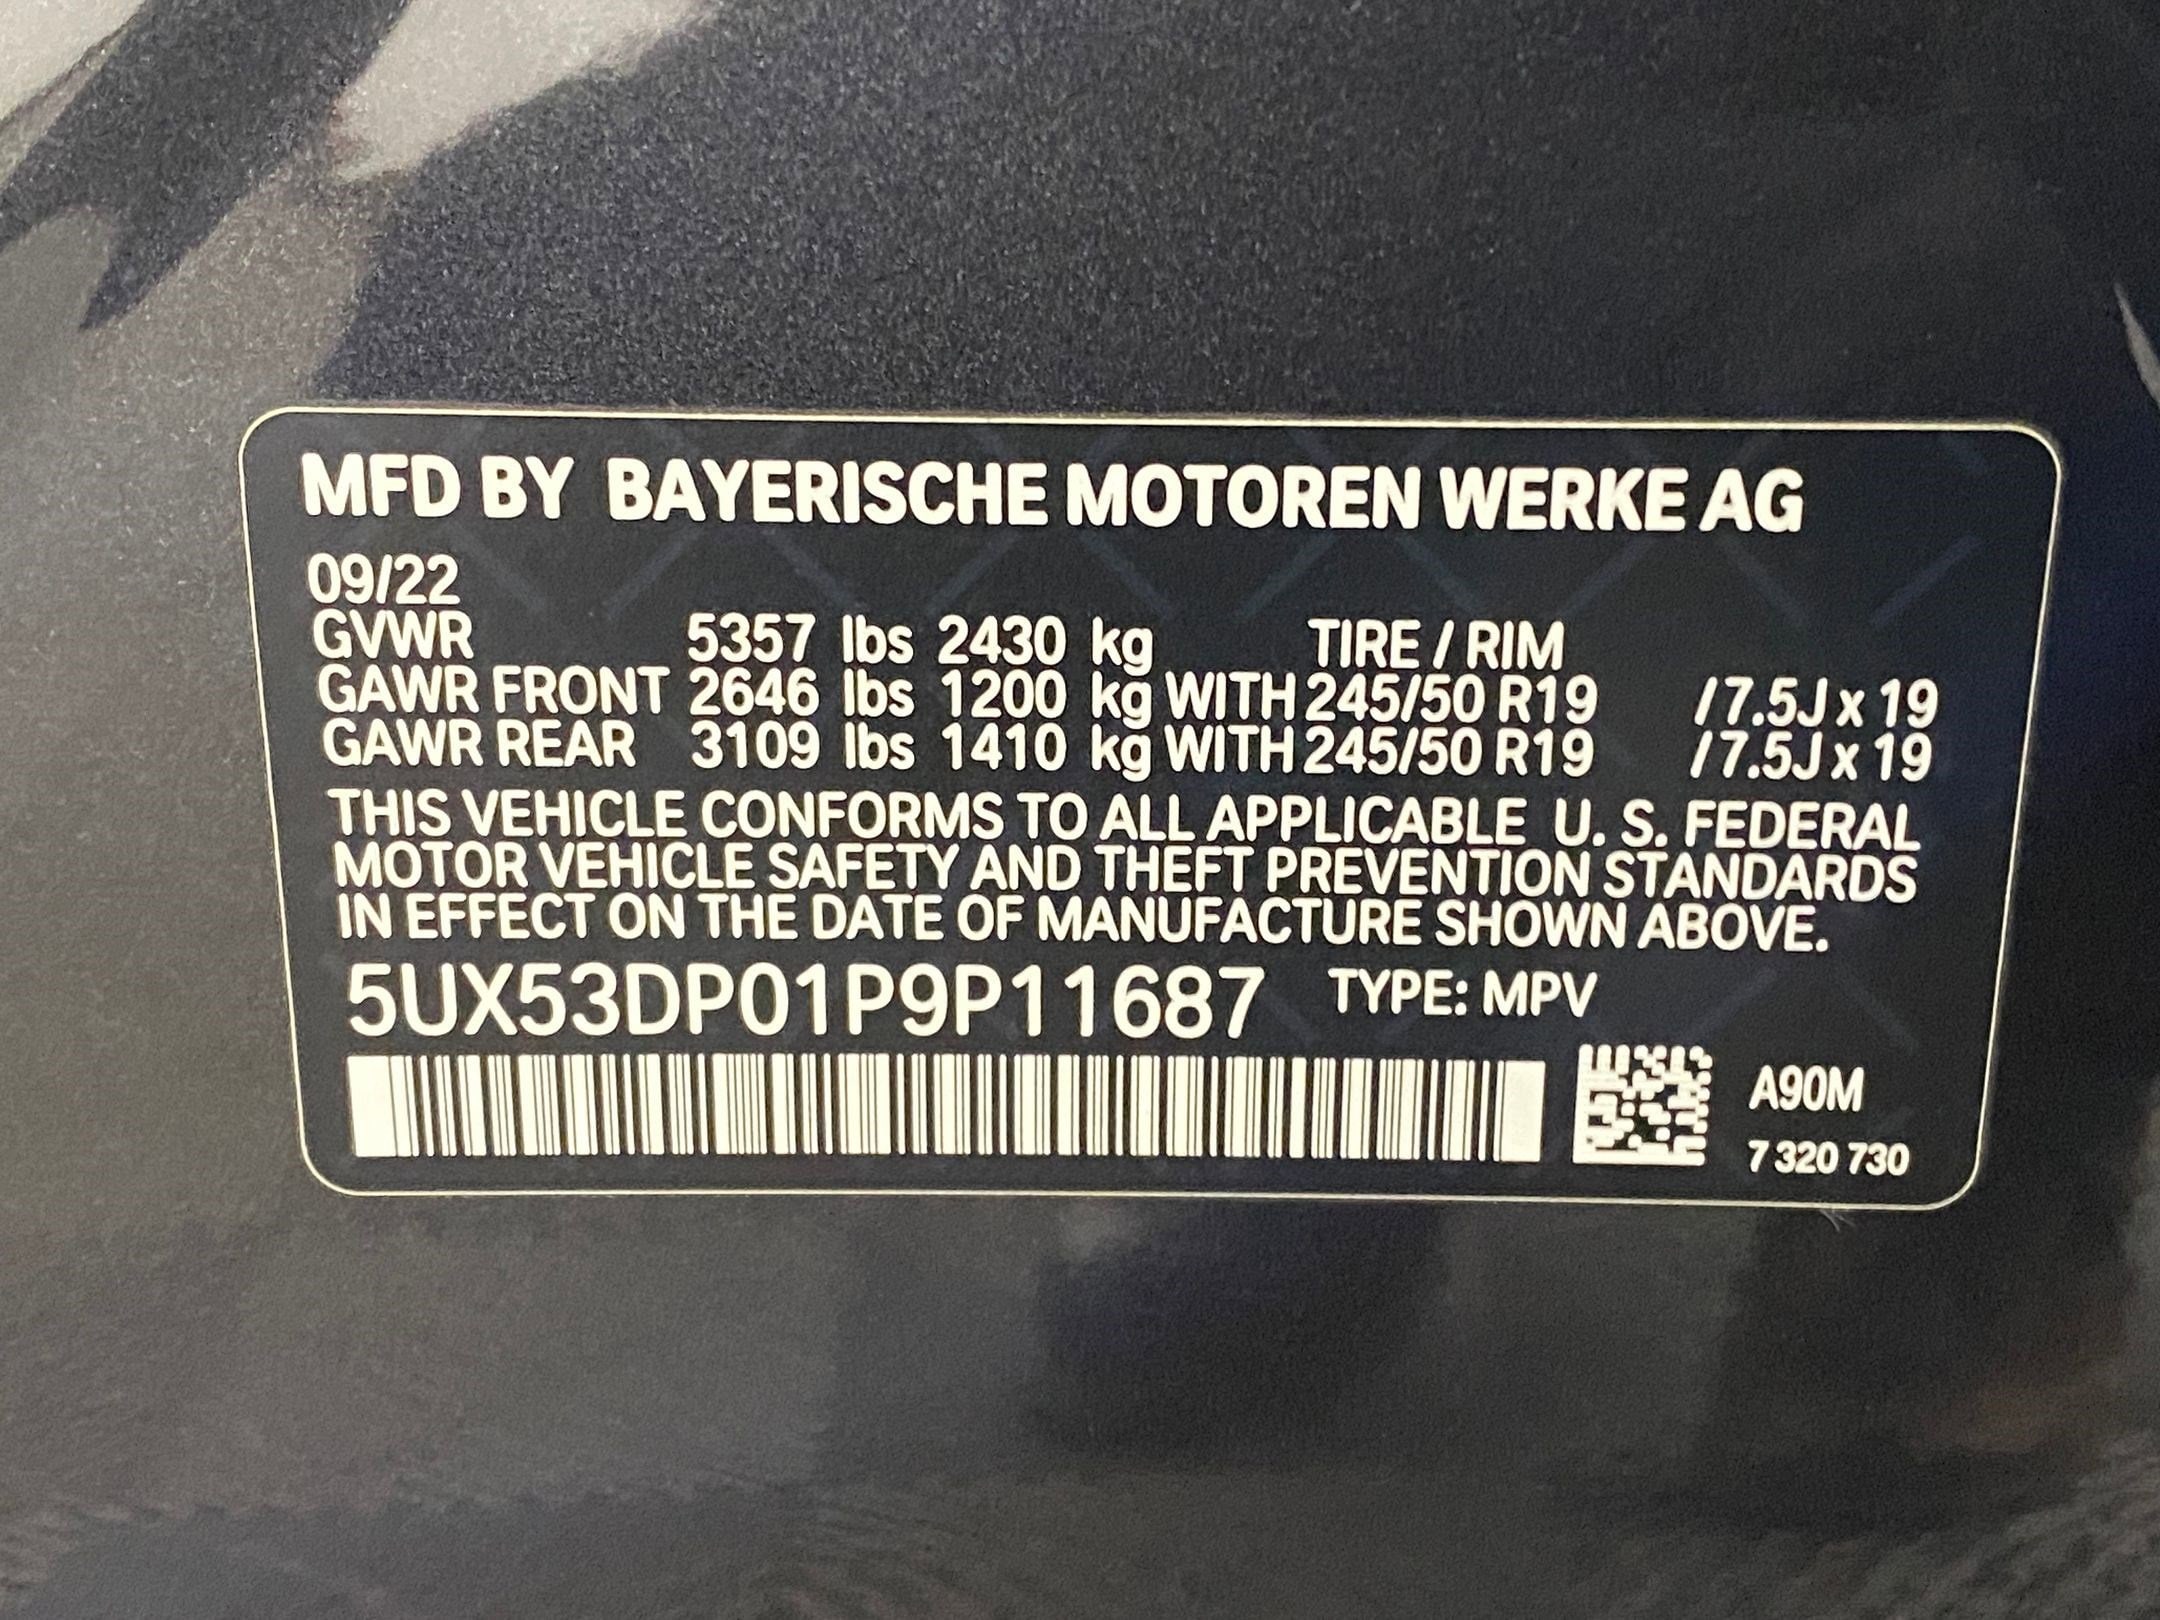 MFD BY BAYERISCHE MOTOREN WERKE AG
09/22
GVWR 5357 lbs 2430 kg TIRE / RIM
GAWR FRONT 2646 lbs 1200 kg WITH 245/50 R19 /7.5J x 19
GAWR REAR 3109 lbs 1410 kg WITH 245/50 R19 /7.5J x 19
THIS VEHICLE CONFORMS TO ALL APPLICABLE U. S. FEDERAL
MOTOR VEHICLE SAFETY AND THEFT PREVENTION STANDARDS
IN EFFECT ON THE DATE OF MANUFACTURE SHOWN ABOVE.
5UX53DP01P9P11687 TYPE: MPV
A90M
7 320 730